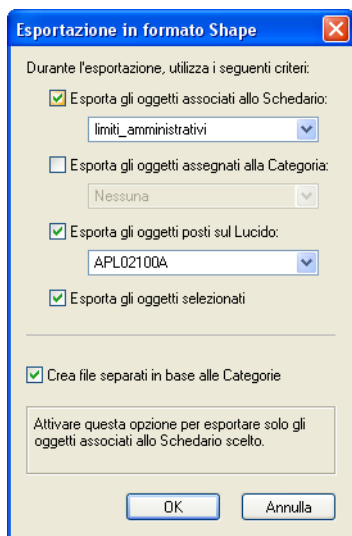 Esportazione in formato Shape
Durante l'esportazione, utilizza i seguenti criteri:
Esporta gli oggetti associati allo Schedario:
limiti_amministrativi
Esporta gli oggetti assegnati alla Categoria:
Nessuna
Esporta gli oggetti posti sul Lucido:
APL02100A
Esporta gli oggetti selezionati
Crea file separati in base alle Categorie
Attivare questa opzione per esportare solo gli
oggetti associati allo Schedario scelto.
OK Annulla